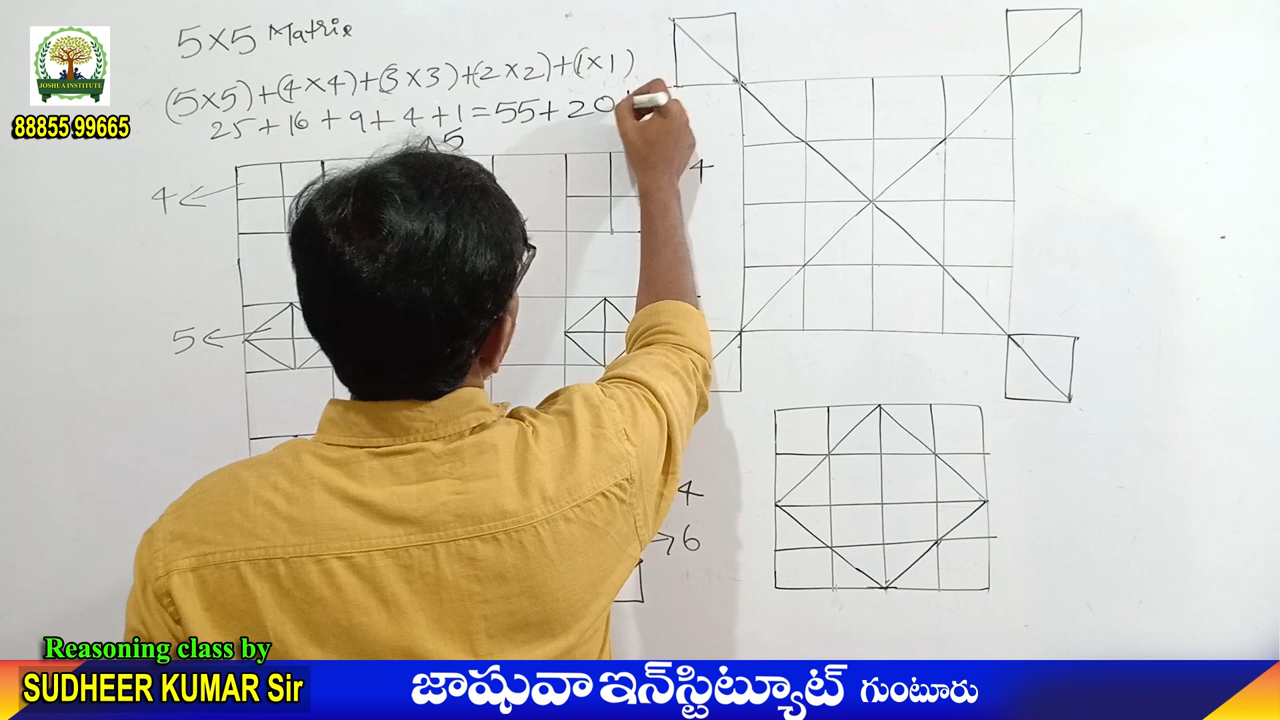 JOSHUA INSTITUTE
88855 99665
5×5 Matrix
(5×5)+(4×4)+(3×3)+(2×2)+(1×1)
25+16+9+4+1=55+20
5
4
4
5
4
6
Reasoning class by
SUDHEER KUMAR Sir
జాషువా ఇన్‌స్టిట్యూట్ గుంటూరు